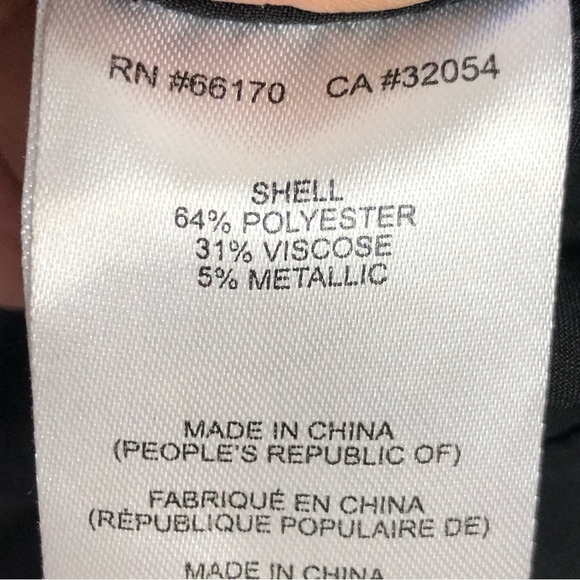 RN #66170 CA #32054
SHELL
64% POLYESTER
31% VISCOSE
5% METALLIC
MADE IN CHINA
(PEOPLE'S REPUBLIC OF)
FABRIQUÉ EN CHINA
(RÉPUBLIQUE POPULAIRE DE)
MADE IN CHINA